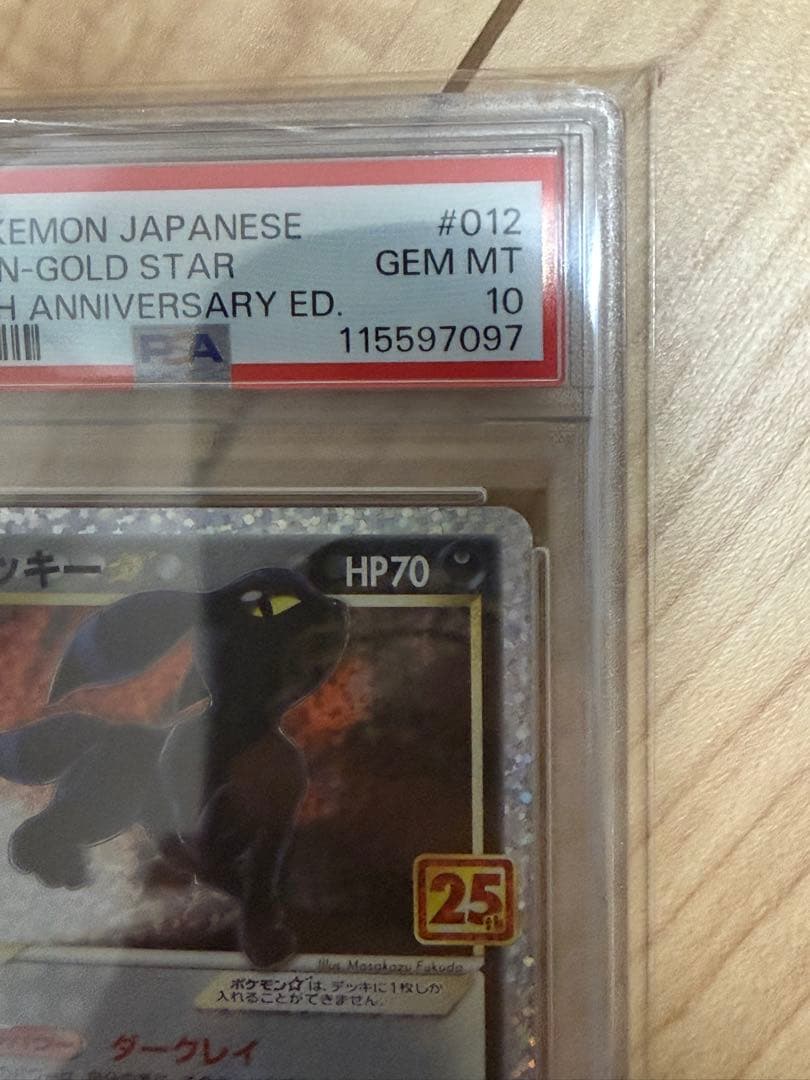 KEMON JAPANESE #012
N-GOLD STAR GEM MT
H ANNIVERSARY ED. 10
PSA 115597097
ッキー☆ HP70
25th
Illus. Masakazu Fukuda
ポケモン☆は、デッキに1枚しか
入れることができません。
ダークレイ